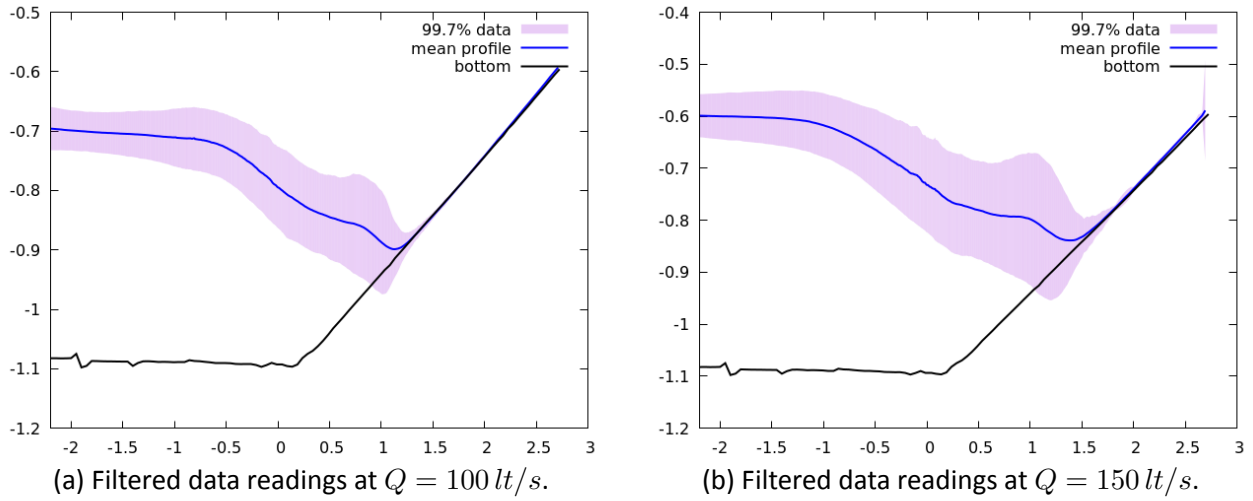 -0.5
-0.6
-0.7
-0.8
-0.9
-1
-1.1
-1.2
-2 -1.5 -1 -0.5 0 0.5 1 1.5 2 2.5 3
99.7% data
mean profile
bottom
(a) Filtered data readings at Q = 100 lt/s.
-0.4
-0.5
-0.6
-0.7
-0.8
-0.9
-1
-1.1
-1.2
-2 -1.5 -1 -0.5 0 0.5 1 1.5 2 2.5 3
99.7% data
mean profile
bottom
(b) Filtered data readings at Q = 150 lt/s.